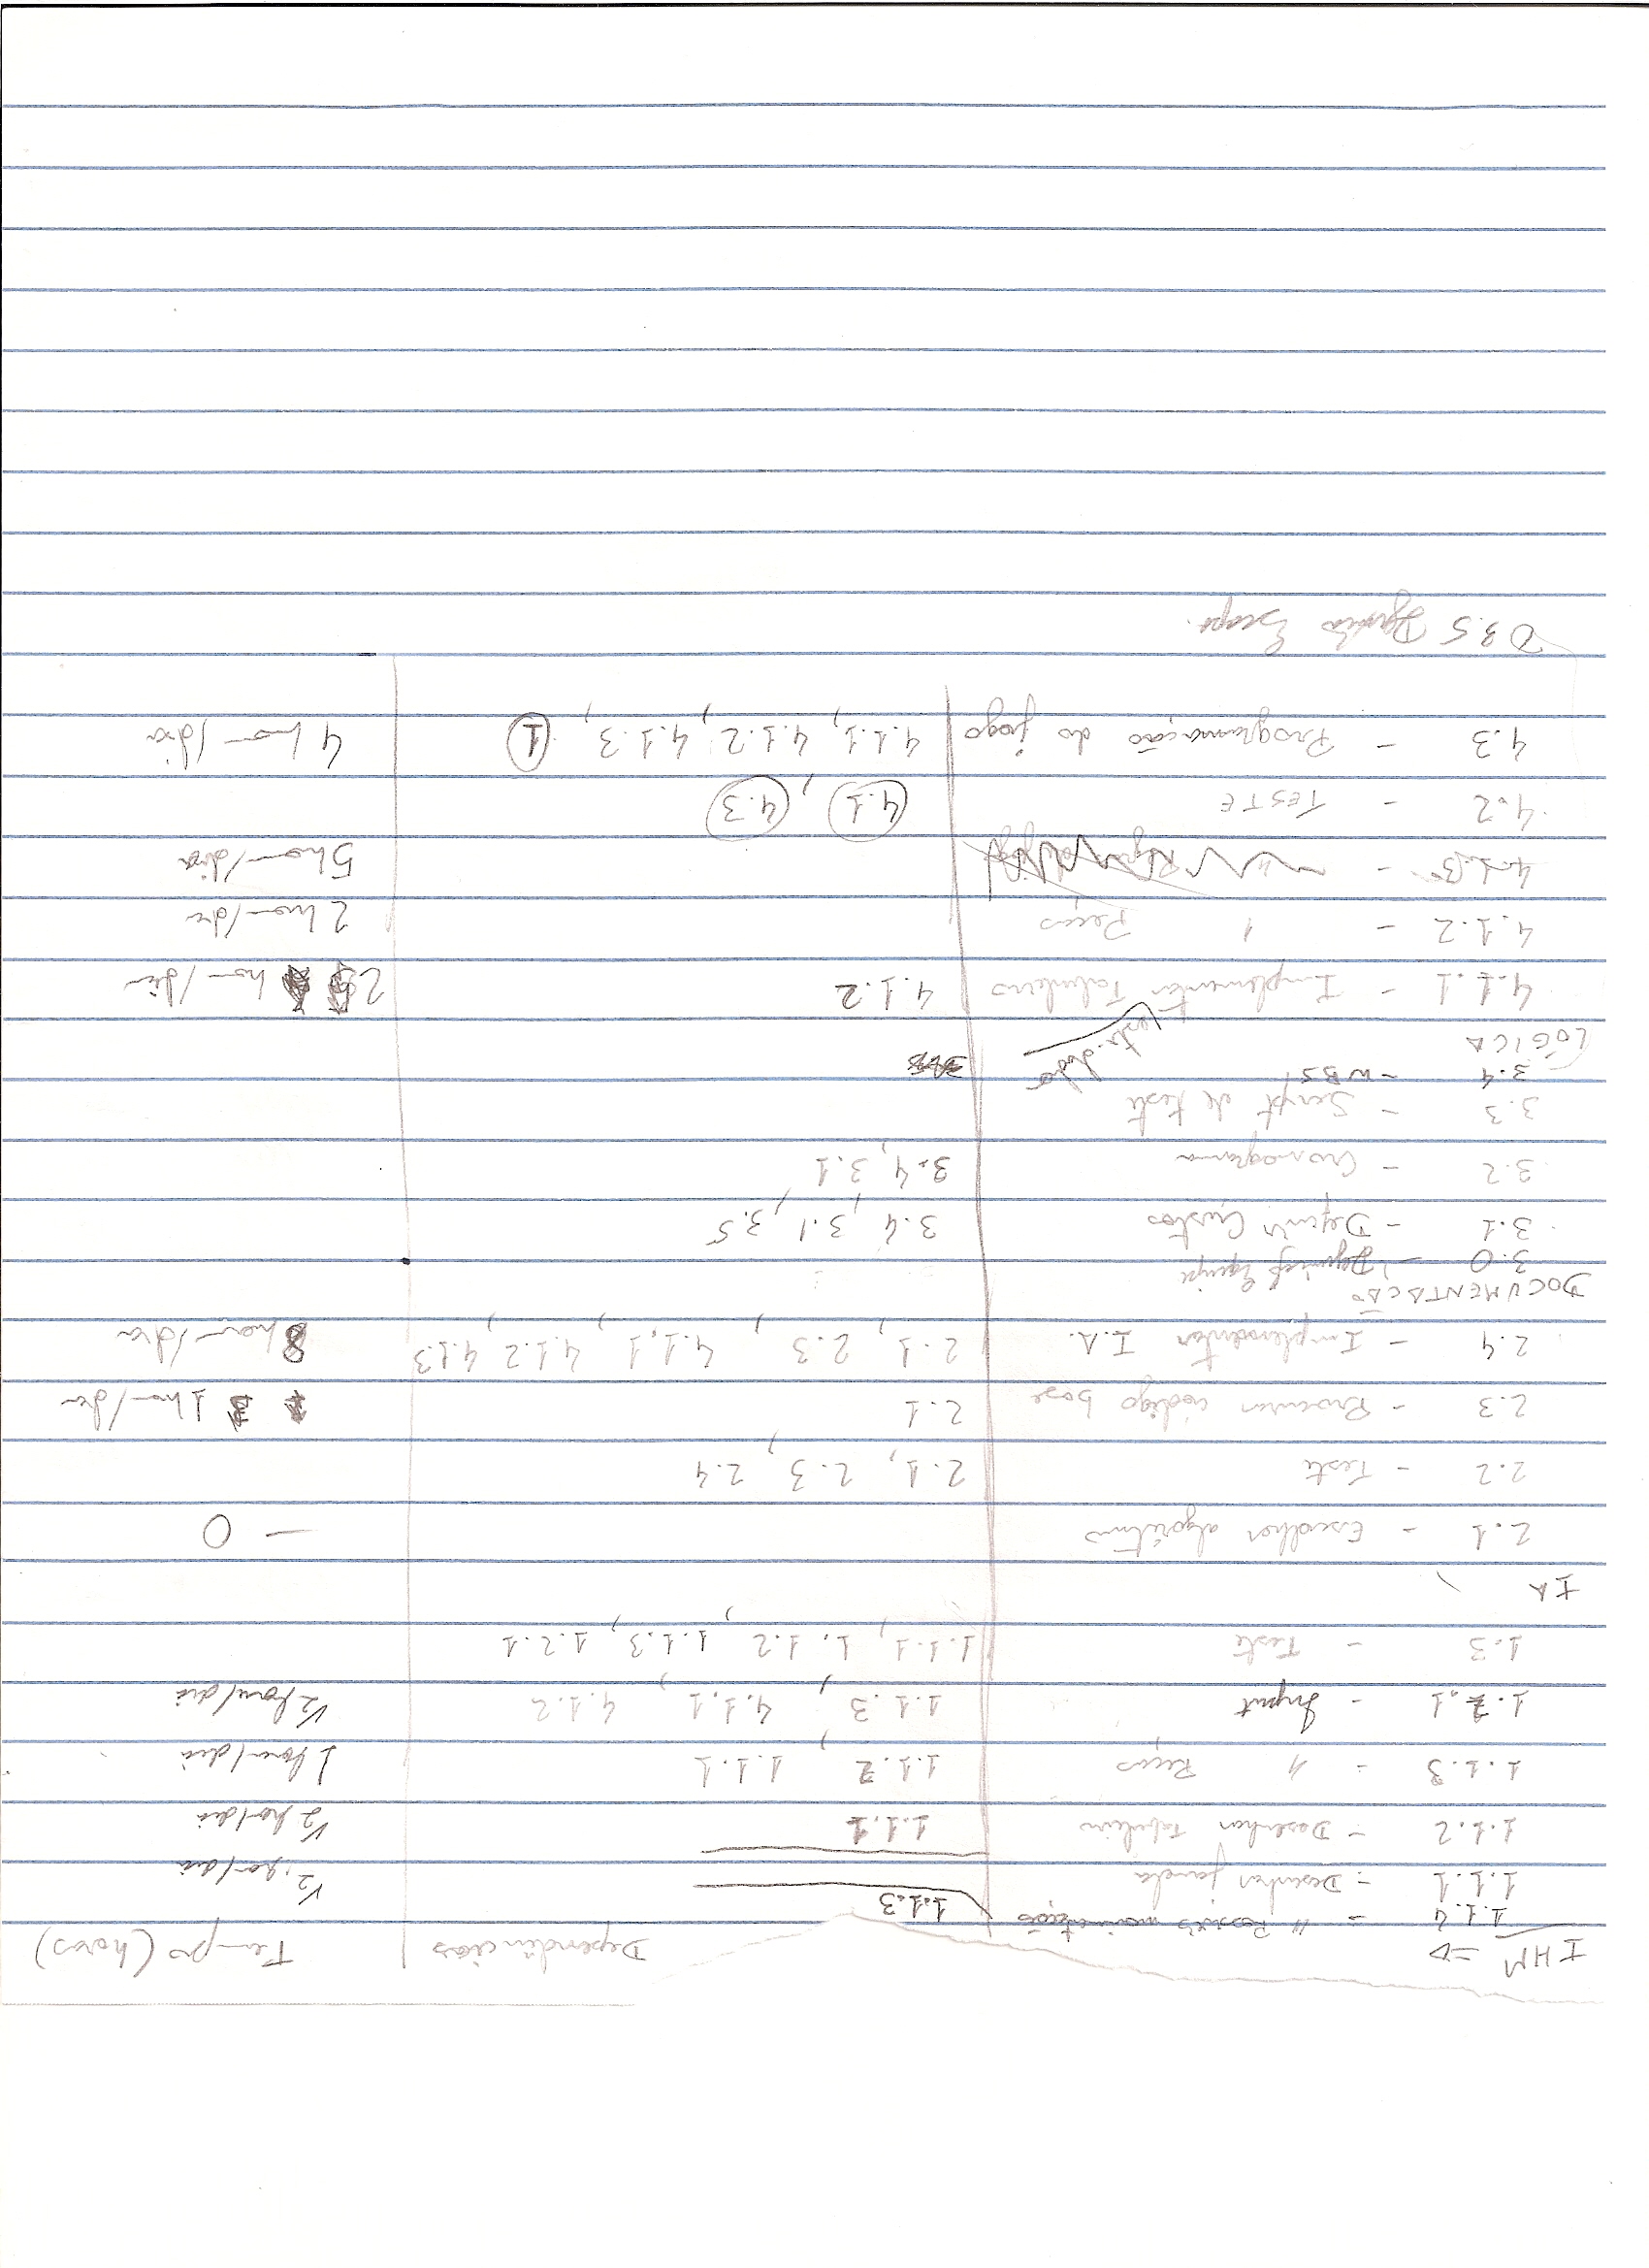 IHM => Dependências Tempo (horas)
1.1.4 - " Possíveis movimentações 1.1.3
1.1.1 - Desenhar janela 1/2 hora/dia
1.1.2 - Desenhar Tabuleiro 1.1.1 1/2 hora/dia
1.1.3 - " Peças 1.1.2, 1.1.1 1 hora/dia
1.2.1 - Input 1.1.3, 4.1.1, 4.1.2 1/2 hora/dia
1.3 - Teste 1.1.1, 1.1.2, 1.1.3, 1.2.1
IA
2.1 - Escolher algoritmo — 0
2.2 - Teste 2.1, 2.3, 2.4
2.3 - Procurar código base 2.1 1 hora/dia
2.4 - Implementar I.A. 2.1, 2.3, 4.1.1, 4.1.2, 4.1.3 8 hora/dia
DOCUMENTAÇÃO
3.0 - Equipe
3.1 - Definir Custos 3.4, 3.1, 3.5
3.2 - Cronograma 3.4, 3.1
3.3 - Script de teste
3.4 - WBS
LÓGICA
4.1.1 - Implementar Tabuleiro 4.1.2 2 hora/dia
4.1.2 - " Peças 2 hora/dia
4.1.3 - " 5 hora/dia
4.2 - TESTE 4.1, 4.3
4.3 - Programação do jogo 4.1.1, 4.1.2, 4.1.3, 1 4 hora/dia
3.5 Escopo